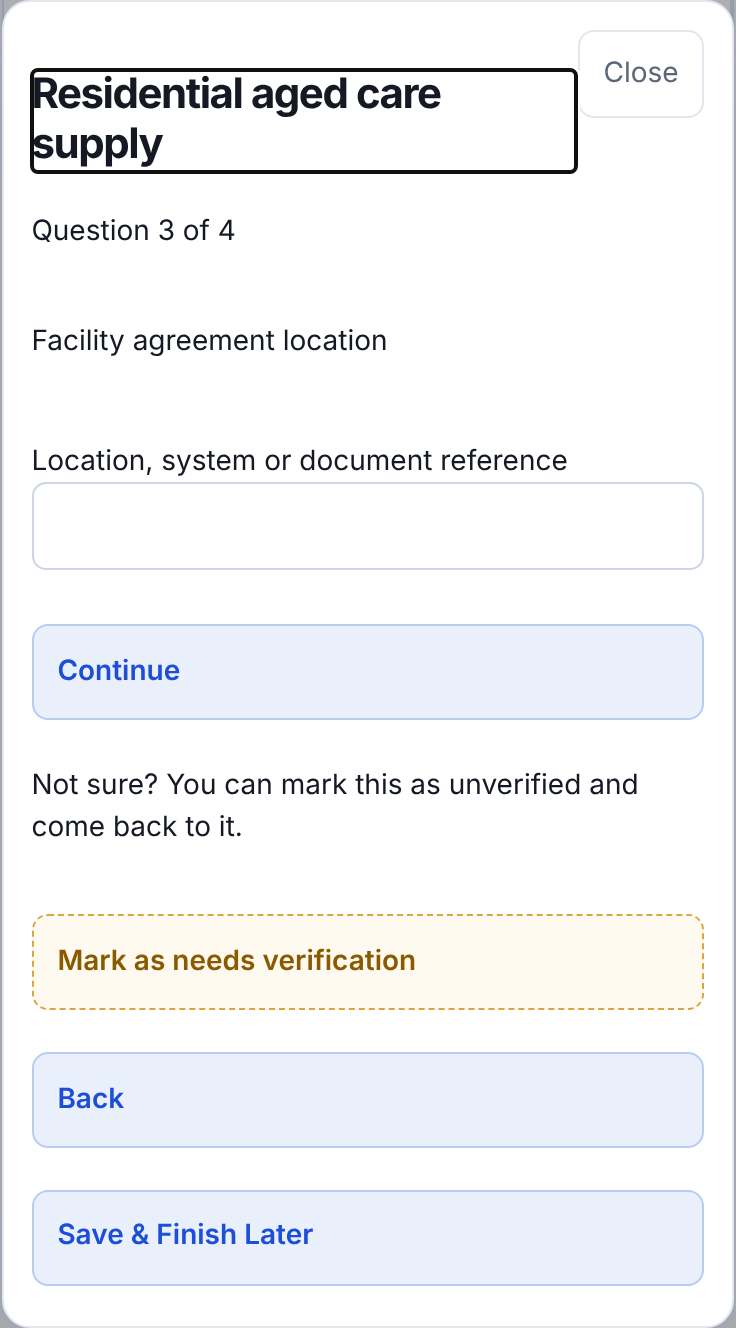 Close
Residential aged care
supply
Question 3 of 4
Facility agreement location
Location, system or document reference
Continue
Not sure? You can mark this as unverified and
come back to it.
Mark as needs verification
Back
Save & Finish Later